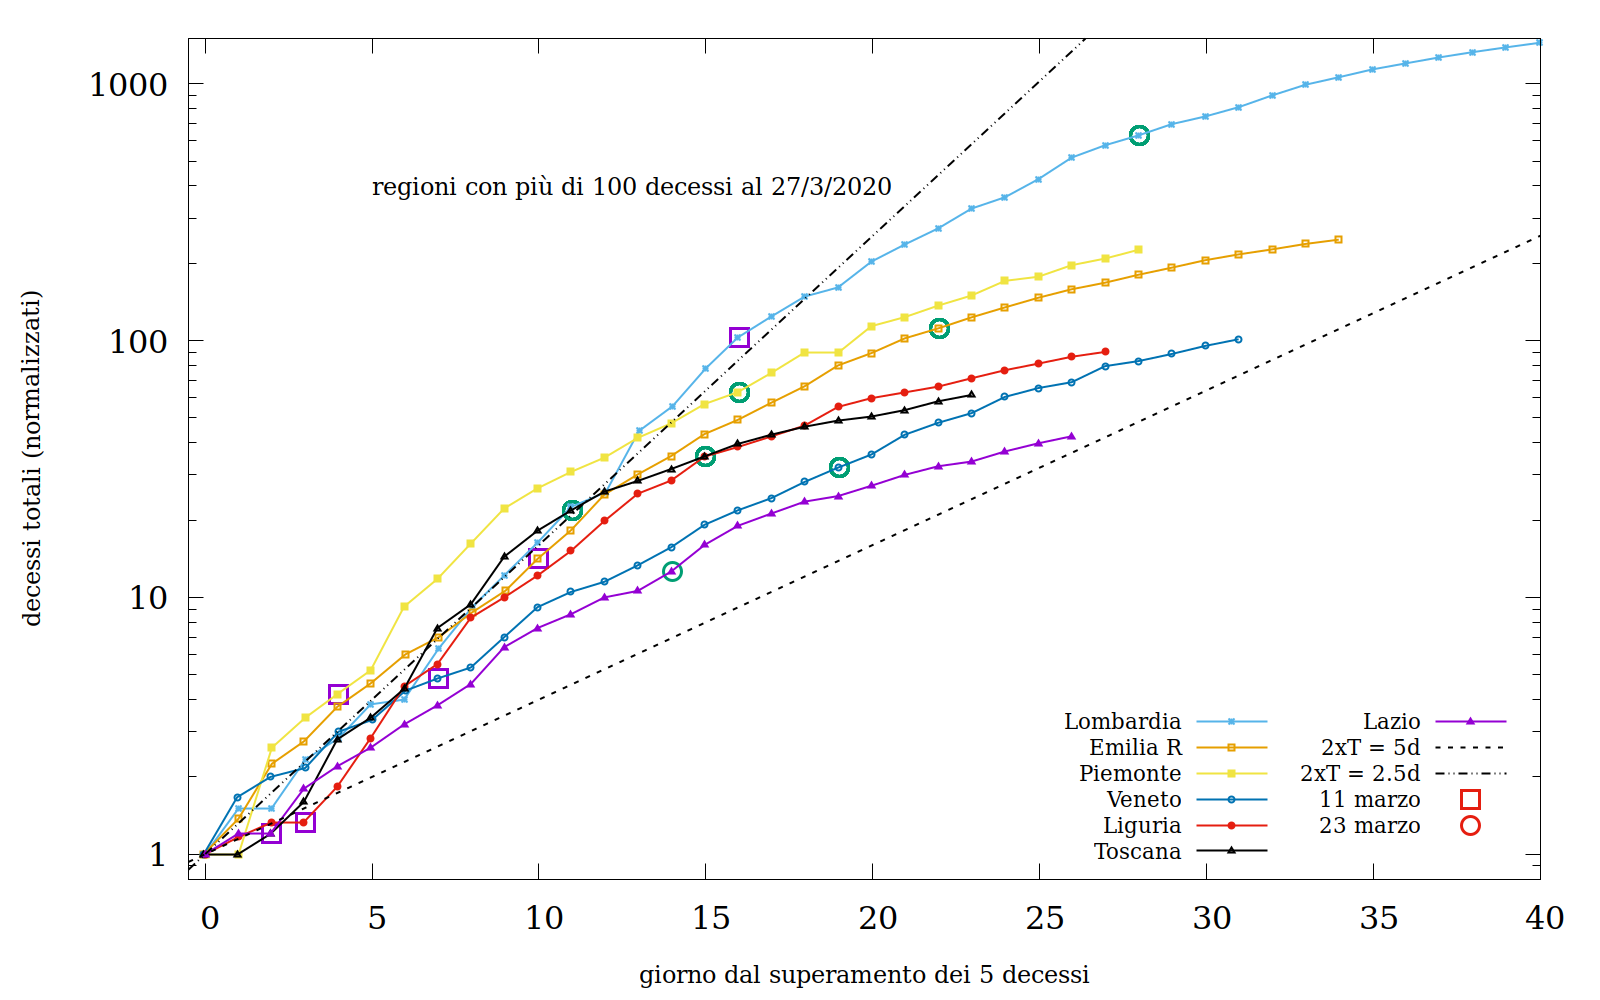 1000
100
10
1
decessi totali (normalizzati)
regioni con più di 100 decessi al 27/3/2020
Lombardia
Emilia R
Piemonte
Veneto
Liguria
Toscana
Lazio
2xT = 5d
2xT = 2.5d
11 marzo
23 marzo
0 5 10 15 20 25 30 35 40
giorno dal superamento dei 5 decessi